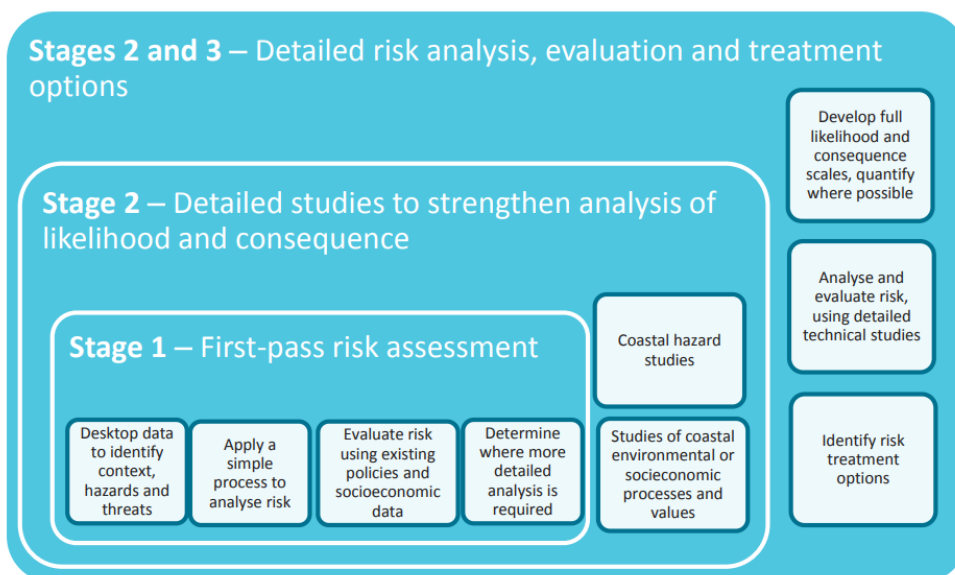 Stages 2 and 3 – Detailed risk analysis, evaluation and treatment
options
Develop full
likelihood and
consequence
scales, quantify
where possible
Stage 2 – Detailed studies to strengthen analysis of
likelihood and consequence
Analyse and
evaluate risk,
using detailed
technical studies
Stage 1 – First-pass risk assessment
Coastal hazard
studies
Desktop data
to identify
context,
hazards and
threats
Apply a
simple
process to
analyse risk
Evaluate risk
using existing
policies and
socioeconomic
data
Determine
where more
detailed
analysis is
required
Studies of coastal
environmental or
socieconomic
processes and
values
Identify risk
treatment
options